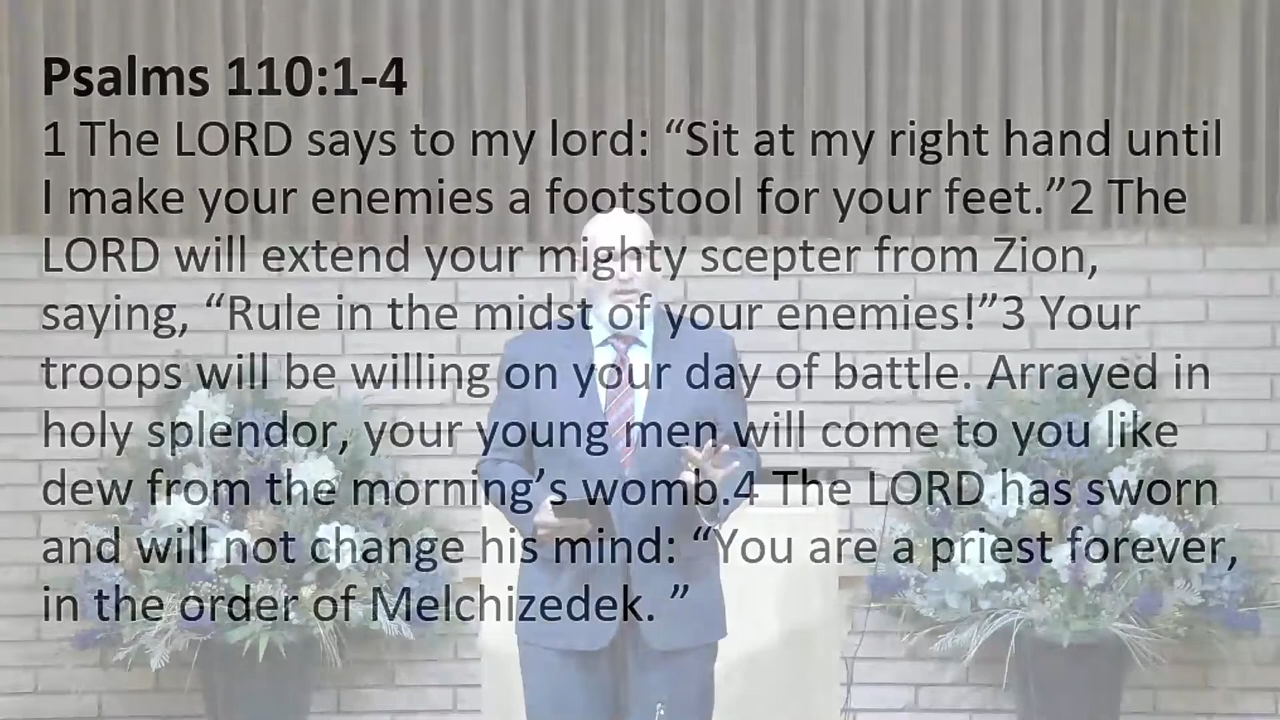 Psalms 110:1-4
1 The LORD says to my lord: “Sit at my right hand until
I make your enemies a footstool for your feet.”2 The
LORD will extend your mighty scepter from Zion,
saying, “Rule in the midst of your enemies!”3 Your
troops will be willing on your day of battle. Arrayed in
holy splendor, your young men will come to you like
dew from the morning’s womb.4 The LORD has sworn
and will not change his mind: “You are a priest forever,
in the order of Melchizedek. ”